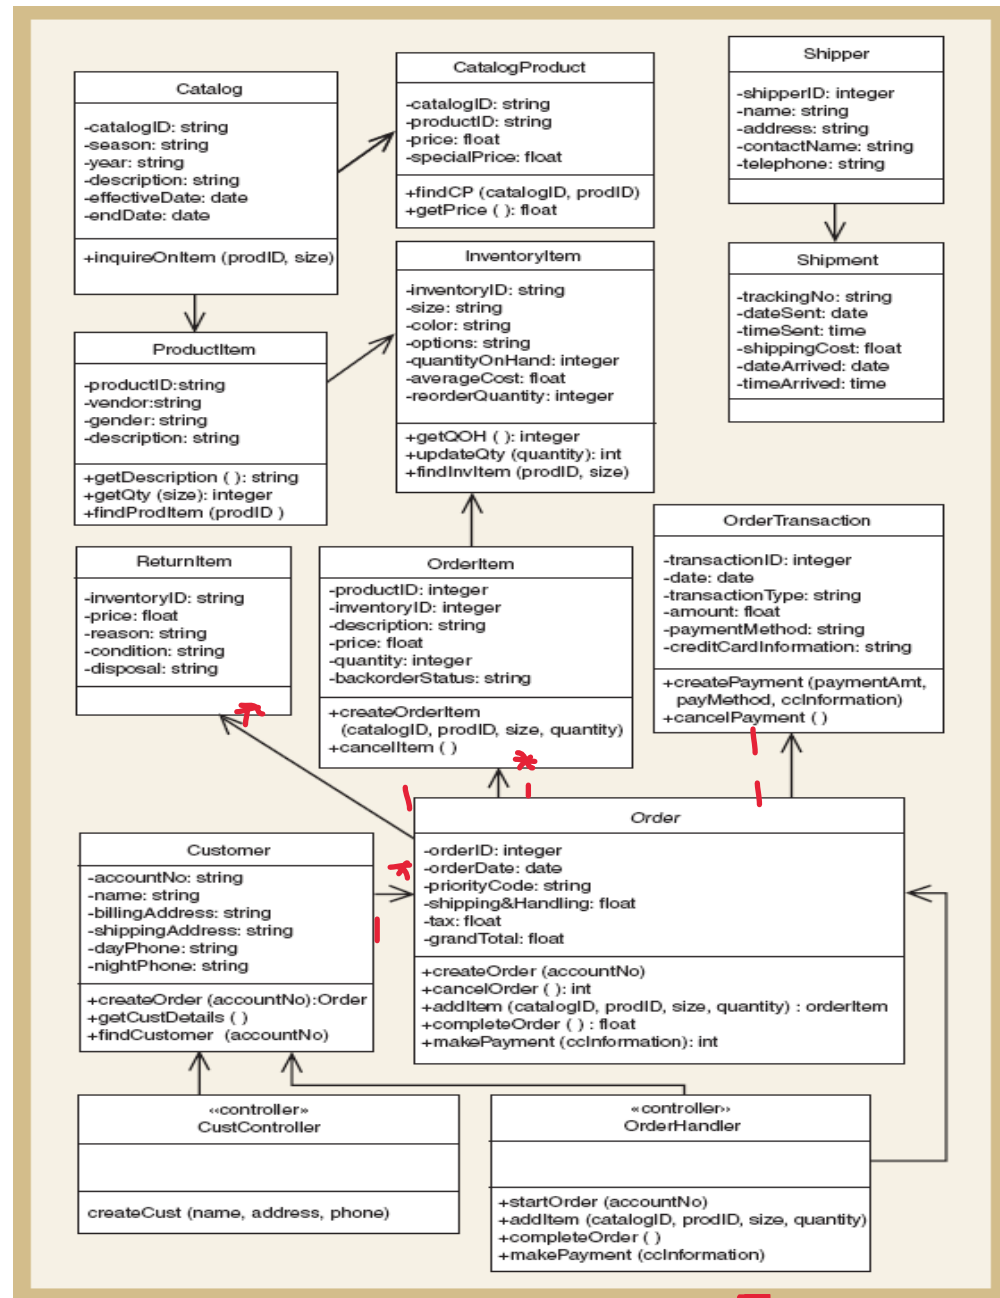 Catalog
-catalogID: string
-season: string
-year: string
-description: string
-effectiveDate: date
-endDate: date
+inquireOnItem (prodID, size)
CatalogProduct
-catalogID: string
-productID: string
-price: float
-specialPrice: float
+findCP (catalogID, prodID)
+getPrice ( ): float
Shipper
-shipperID: integer
-name: string
-address: string
-contactName: string
-telephone: string
InventoryItem
-inventoryID: string
-size: string
-color: string
-options: string
-quantityOnHand: integer
-averageCost: float
-reorderQuantity: integer
+getQOH ( ): integer
+updateQty (quantity): int
+findInvItem (prodID, size)
Shipment
-trackingNo: string
-dateSent: date
-timeSent: time
-shippingCost: float
-dateArrived: date
-timeArrived: time
ProductItem
-productID:string
-vendor:string
-gender: string
-description: string
+getDescription ( ): string
+getQty (size): integer
+findProdItem (prodID )
ReturnItem
-inventoryID: string
-price: float
-reason: string
-condition: string
-disposal: string
OrderItem
-productID: integer
-inventoryID: integer
-description: string
-price: float
-quantity: integer
-backorderStatus: string
+createOrderItem
(catalogID, prodID, size, quantity)
+cancelItem ( )
OrderTransaction
-transactionID: integer
-date: date
-transactionType: string
-amount: float
-paymentMethod: string
-creditCardInformation: string
+createPayment (paymentAmt,
payMethod, ccInformation)
+cancelPayment ( )
*
*
1
1
1
1
*
1
Customer
-accountNo: string
-name: string
-billingAddress: string
-shippingAddress: string
-dayPhone: string
-nightPhone: string
+createOrder (accountNo):Order
+getCustDetails ( )
+findCustomer (accountNo)
Order
-orderID: integer
-orderDate: date
-priorityCode: string
-shipping&Handling: float
-tax: float
-grandTotal: float
+createOrder (accountNo)
+cancelOrder ( ): int
+addItem (catalogID, prodID, size, quantity) : orderItem
+completeOrder ( ) : float
+makePayment (ccInformation): int
«controller»
CustController
createCust (name, address, phone)
«controller»
OrderHandler
+startOrder (accountNo)
+addItem (catalogID, prodID, size, quantity)
+completeOrder ( )
+makePayment (ccInformation)